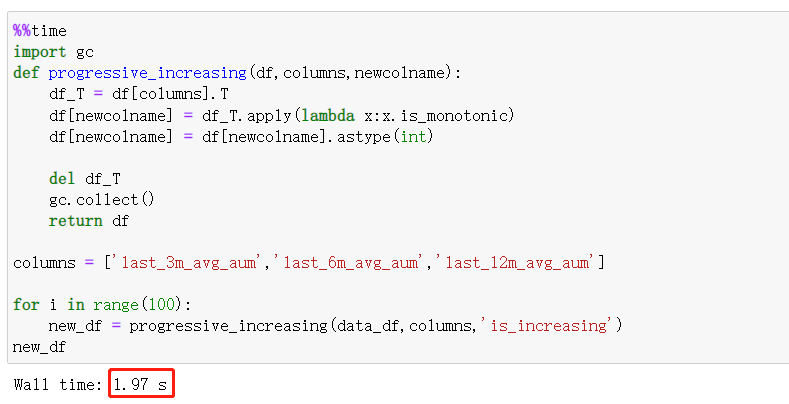 %%time
import gc
def progressive_increasing(df,columns,newcolname):
    df_T = df[columns].T
    df[newcolname] = df_T.apply(lambda x:x.is_monotonic)
    df[newcolname] = df[newcolname].astype(int)
    del df_T
    gc.collect()
    return df
columns = ['last_3m_avg_aum','last_6m_avg_aum','last_12m_avg_aum']
for i in range(100):
    new_df = progressive_increasing(data_df,columns,'is_increasing')
new_df
Wall time: 1.97 s